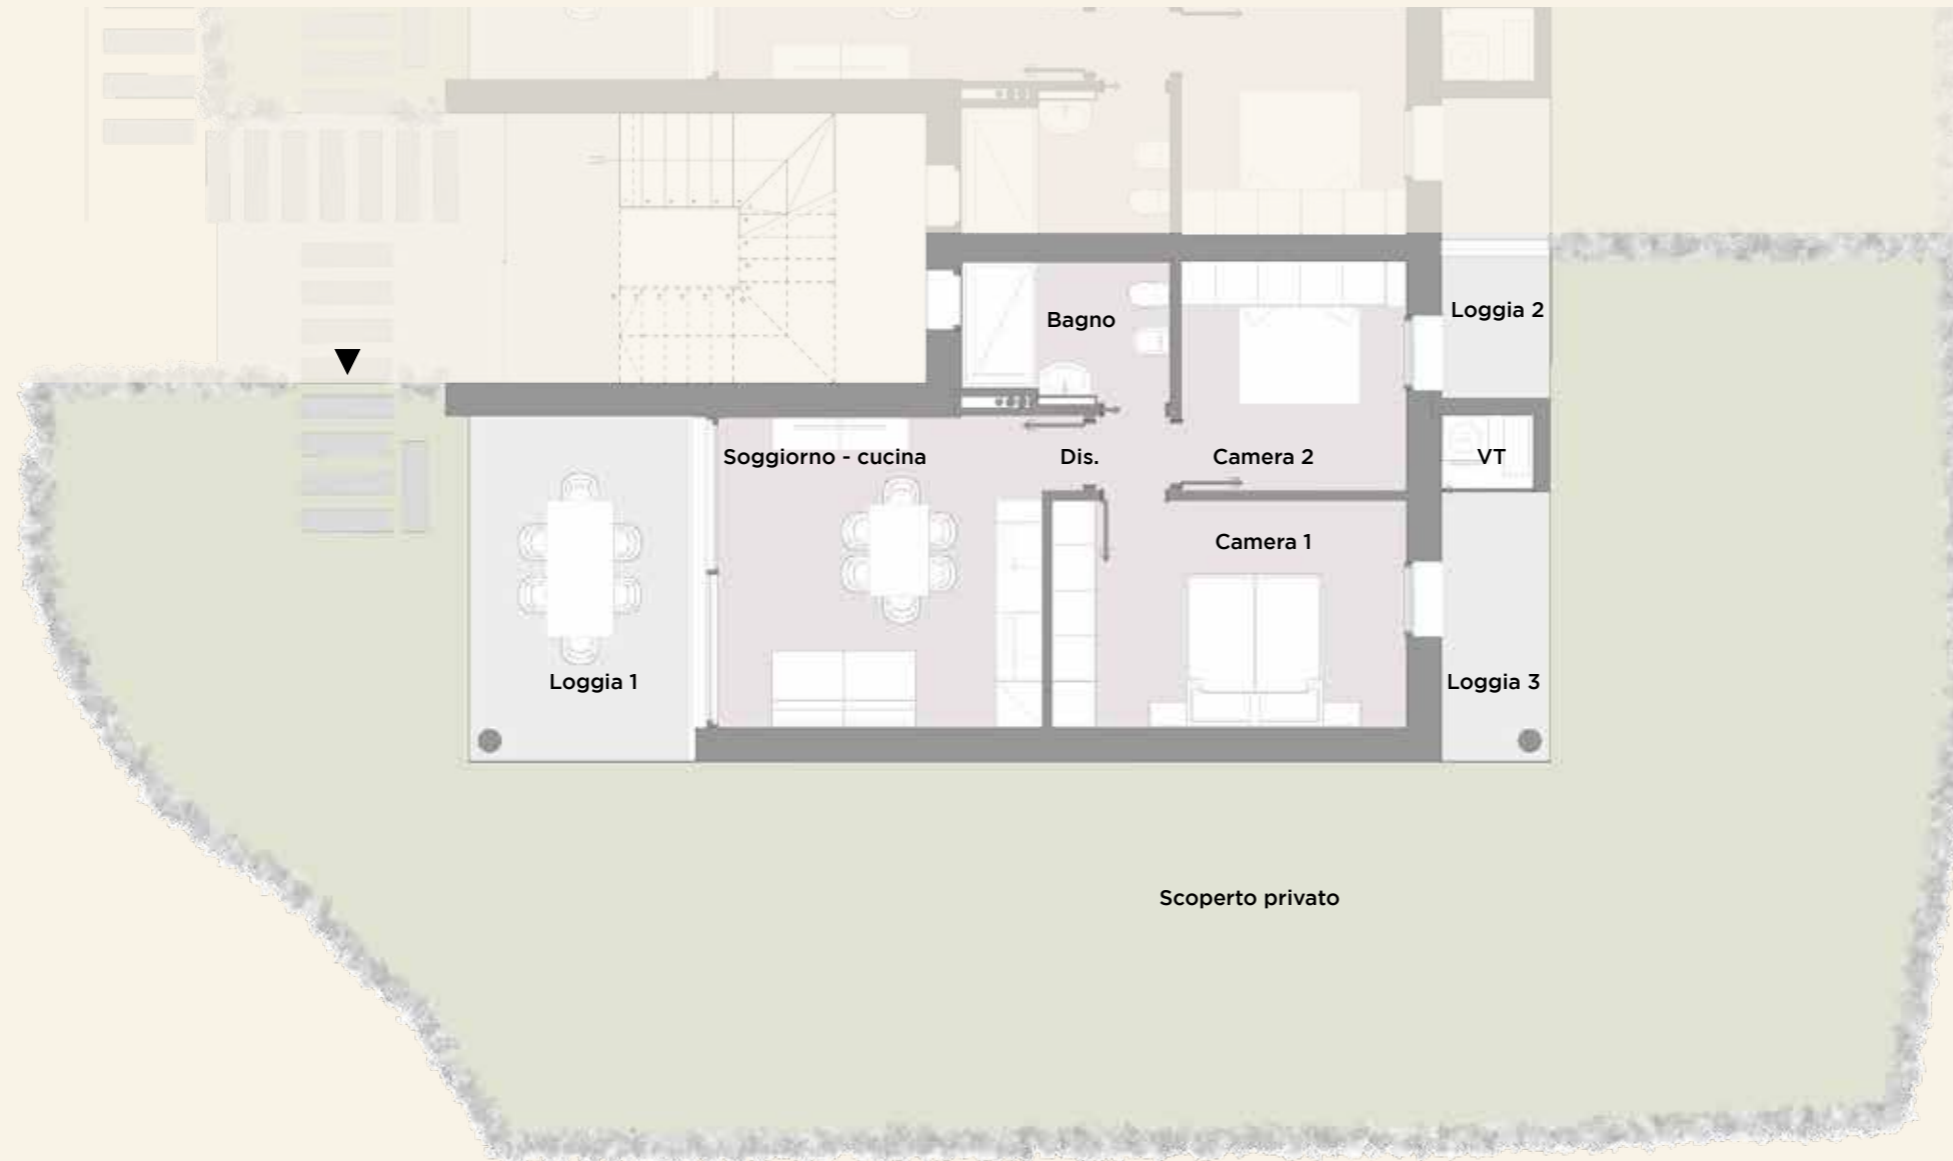 Loggia 2
Bagno
Soggiorno - cucina
Dis.
Camera 2
VT
Camera 1
Loggia 1
Loggia 3
Scoperto privato